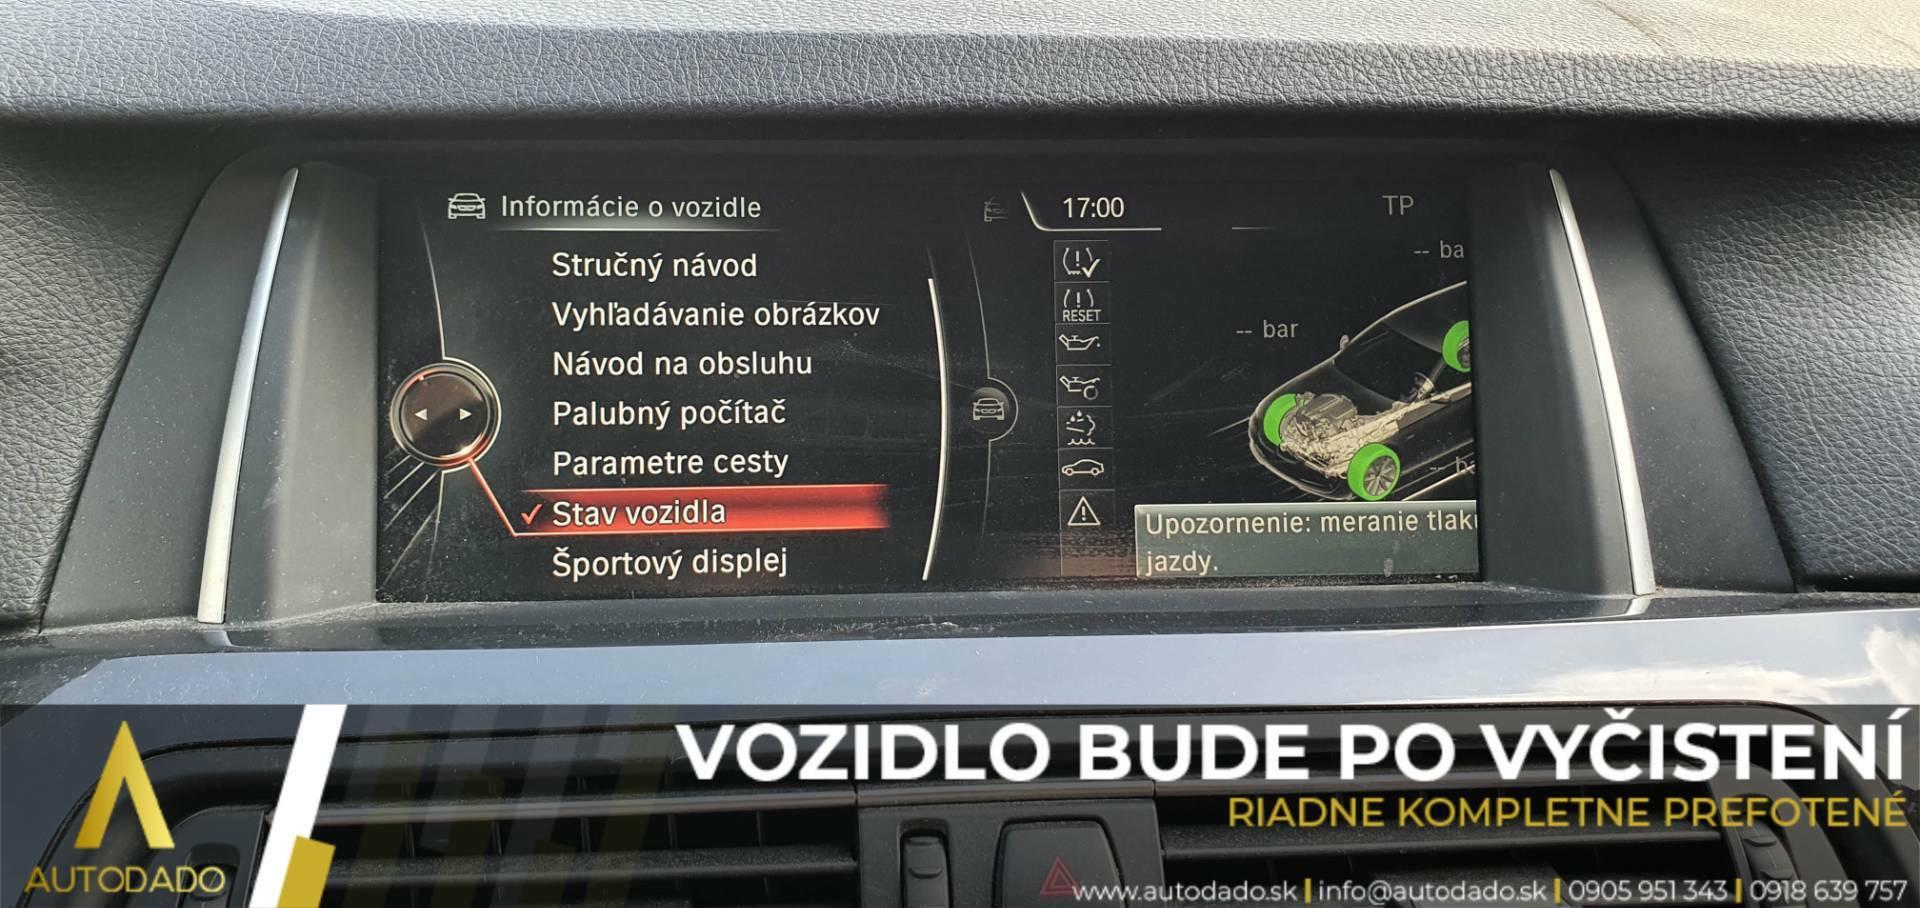 Informácie o vozidle
17:00
TP
Stručný návod
Vyhľadávanie obrázkov
Návod na obsluhu
Palubný počítač
Parametre cesty
✓ Stav vozidla
Športový displej
RESET
-- ba
-- bar
-- ba
Upozornenie: meranie tlak
jazdy.
VOZIDLO BUDE PO VYČISTENÍ
RIADNE KOMPLETNE PREFOTENÉ
AUTODADO
www.autodado.sk | info@autodado.sk | 0905 951 343 | 0918 639 757